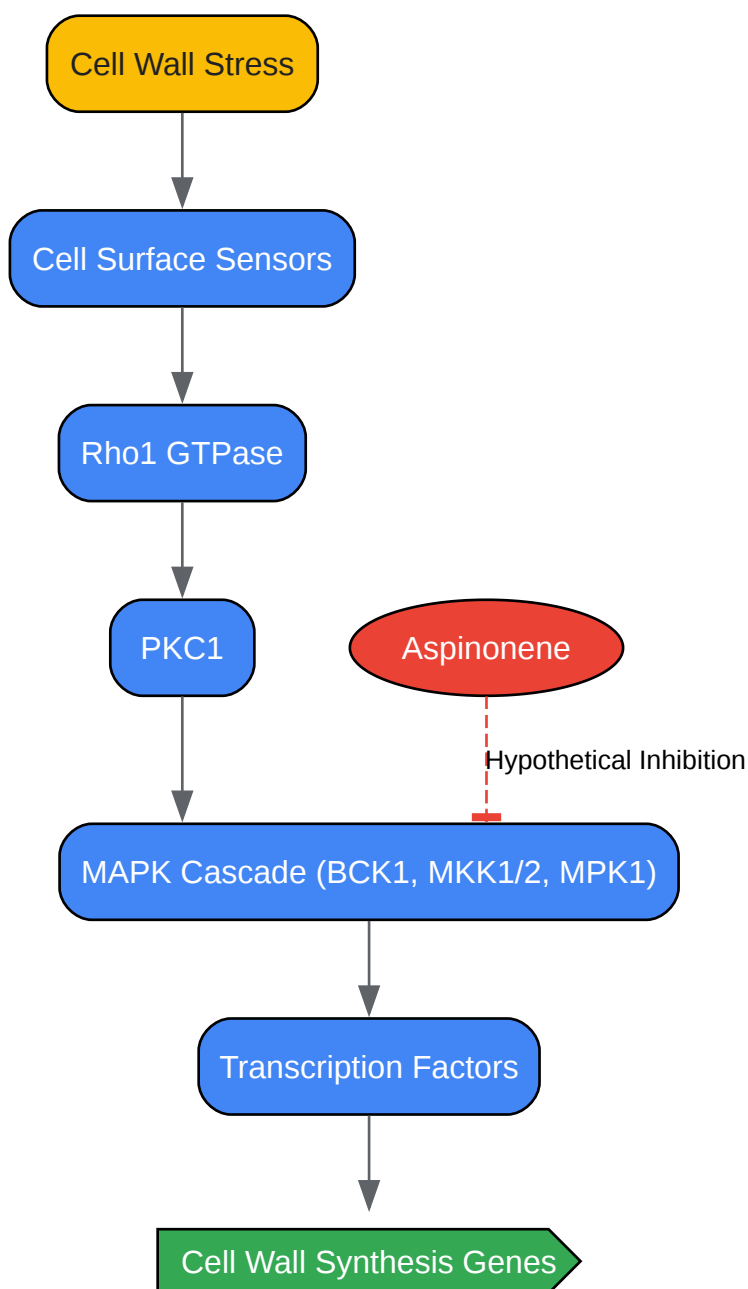 Cell Wall Stress
Cell Surface Sensors
Rho1 GTPase
PKC1
Aspinonene
Hypothetical Inhibition
MAPK Cascade (BCK1, MKK1/2, MPK1)
Transcription Factors
Cell Wall Synthesis Genes